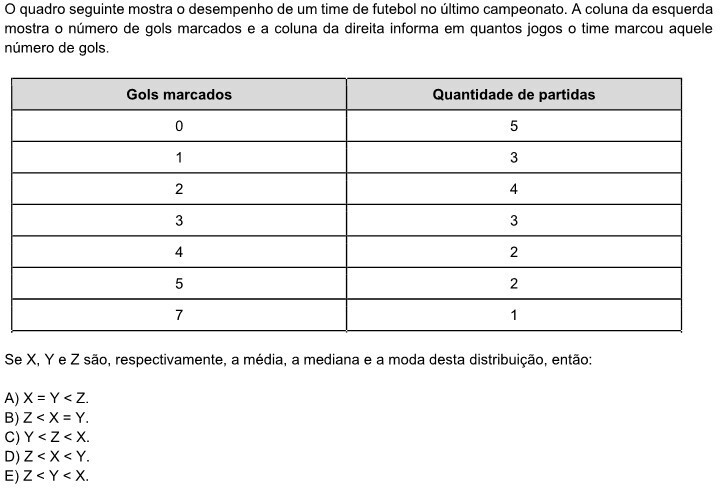 O quadro seguinte mostra o desempenho de um time de futebol no último campeonato. A coluna da esquerda
mostra o número de gols marcados e a coluna da direita informa em quantos jogos o time marcou aquele
número de gols.
Gols marcados Quantidade de partidas
0 5
1 3
2 4
3 3
4 2
5 2
7 1
Se X, Y e Z são, respectivamente, a média, a mediana e a moda desta distribuição, então:
A) X = Y < Z.
B) Z < X = Y.
C) Y < Z < X.
D) Z < X < Y.
E) Z < Y < X.